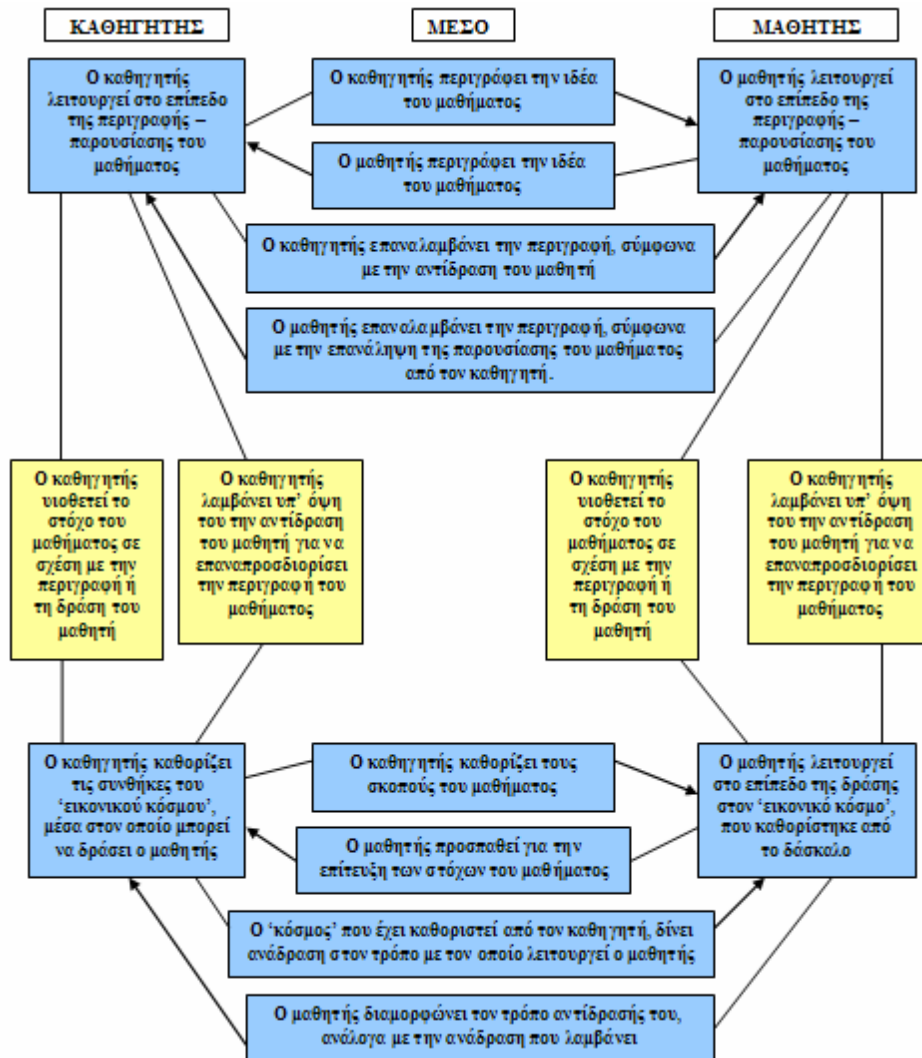 ΚΑΘΗΓΗΤΗΣ
ΜΕΣΟ
ΜΑΘΗΤΗΣ
Ο καθηγητής
λειτουργεί στο επίπεδο
της περιγραφής –
παρουσίασης του
μαθήματος
Ο καθηγητής περιγράφει την ιδέα
του μαθήματος
Ο μαθητής λειτουργεί
στο επίπεδο της
περιγραφής –
παρουσίασης του
μαθήματος
Ο μαθητής περιγράφει την ιδέα
του μαθήματος
Ο καθηγητής επαναλαμβάνει την περιγραφή, σύμφωνα
με την αντίδραση του μαθητή
Ο μαθητής επαναλαμβάνει την περιγραφή, σύμφωνα
με την επανάληψη της παρουσίασης του μαθήματος
από τον καθηγητή.
Ο καθηγητής
υιοθετεί το
στόχο του
μαθήματος σε
σχέση με την
περιγραφή ή
τη δράση του
μαθητή
Ο καθηγητής
λαμβάνει υπ’ όψη
του την αντίδραση
του μαθητή για να
επαναπροσδιορίσει
την περιγραφή του
μαθήματος
Ο καθηγητής
υιοθετεί το
στόχο του
μαθήματος σε
σχέση με την
περιγραφή ή
τη δράση του
μαθητή
Ο καθηγητής
λαμβάνει υπ’ όψη
του την αντίδραση
του μαθητή για να
επαναπροσδιορίσει
την περιγραφή του
μαθήματος
Ο καθηγητής καθορίζει
τις συνθήκες του
‘εικονικού κόσμου’,
μέσα στον οποίο μπορεί
να δράσει ο μαθητής
Ο καθηγητής καθορίζει τους
σκοπούς του μαθήματος
Ο μαθητής λειτουργεί
στο επίπεδο της δράσης
στον ‘εικονικό κόσμο’,
που καθορίστηκε από
το δάσκαλο
Ο μαθητής προσπαθεί για την
επίτευξη των στόχων του μαθήματος
Ο ‘κόσμος’ που έχει καθοριστεί από τον καθηγητή, δίνει
ανάδραση στον τρόπο με τον οποίο λειτουργεί ο μαθητής
Ο μαθητής διαμορφώνει τον τρόπο αντίδρασής του,
ανάλογα με την ανάδραση που λαμβάνει